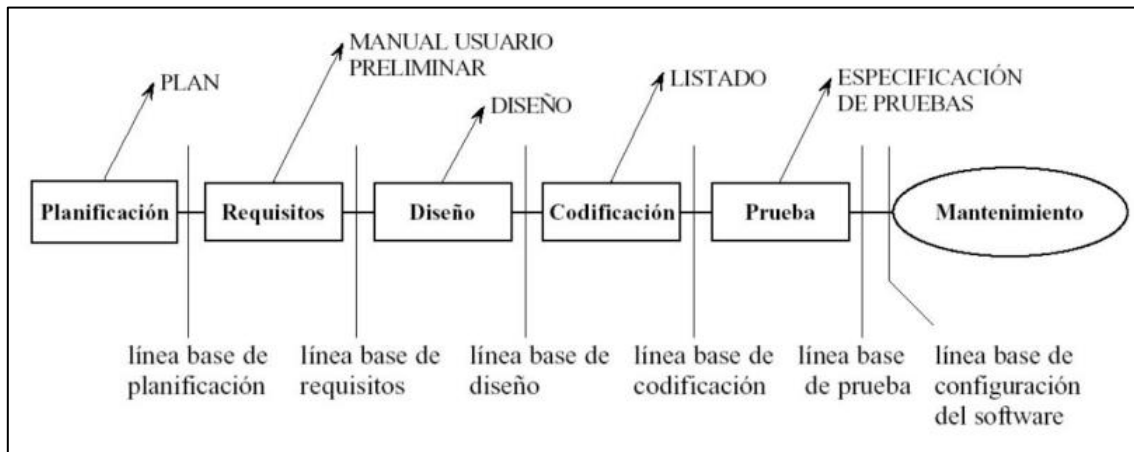 MANUAL USUARIO
PRELIMINAR
PLAN
DISEÑO
LISTADO
ESPECIFICACIÓN
DE PRUEBAS
Planificación
Requisitos
Diseño
Codificación
Prueba
Mantenimiento
línea base de
planificación
línea base de
requisitos
línea base de
diseño
línea base de
codificación
línea base
de prueba
línea base de
configuración
del software